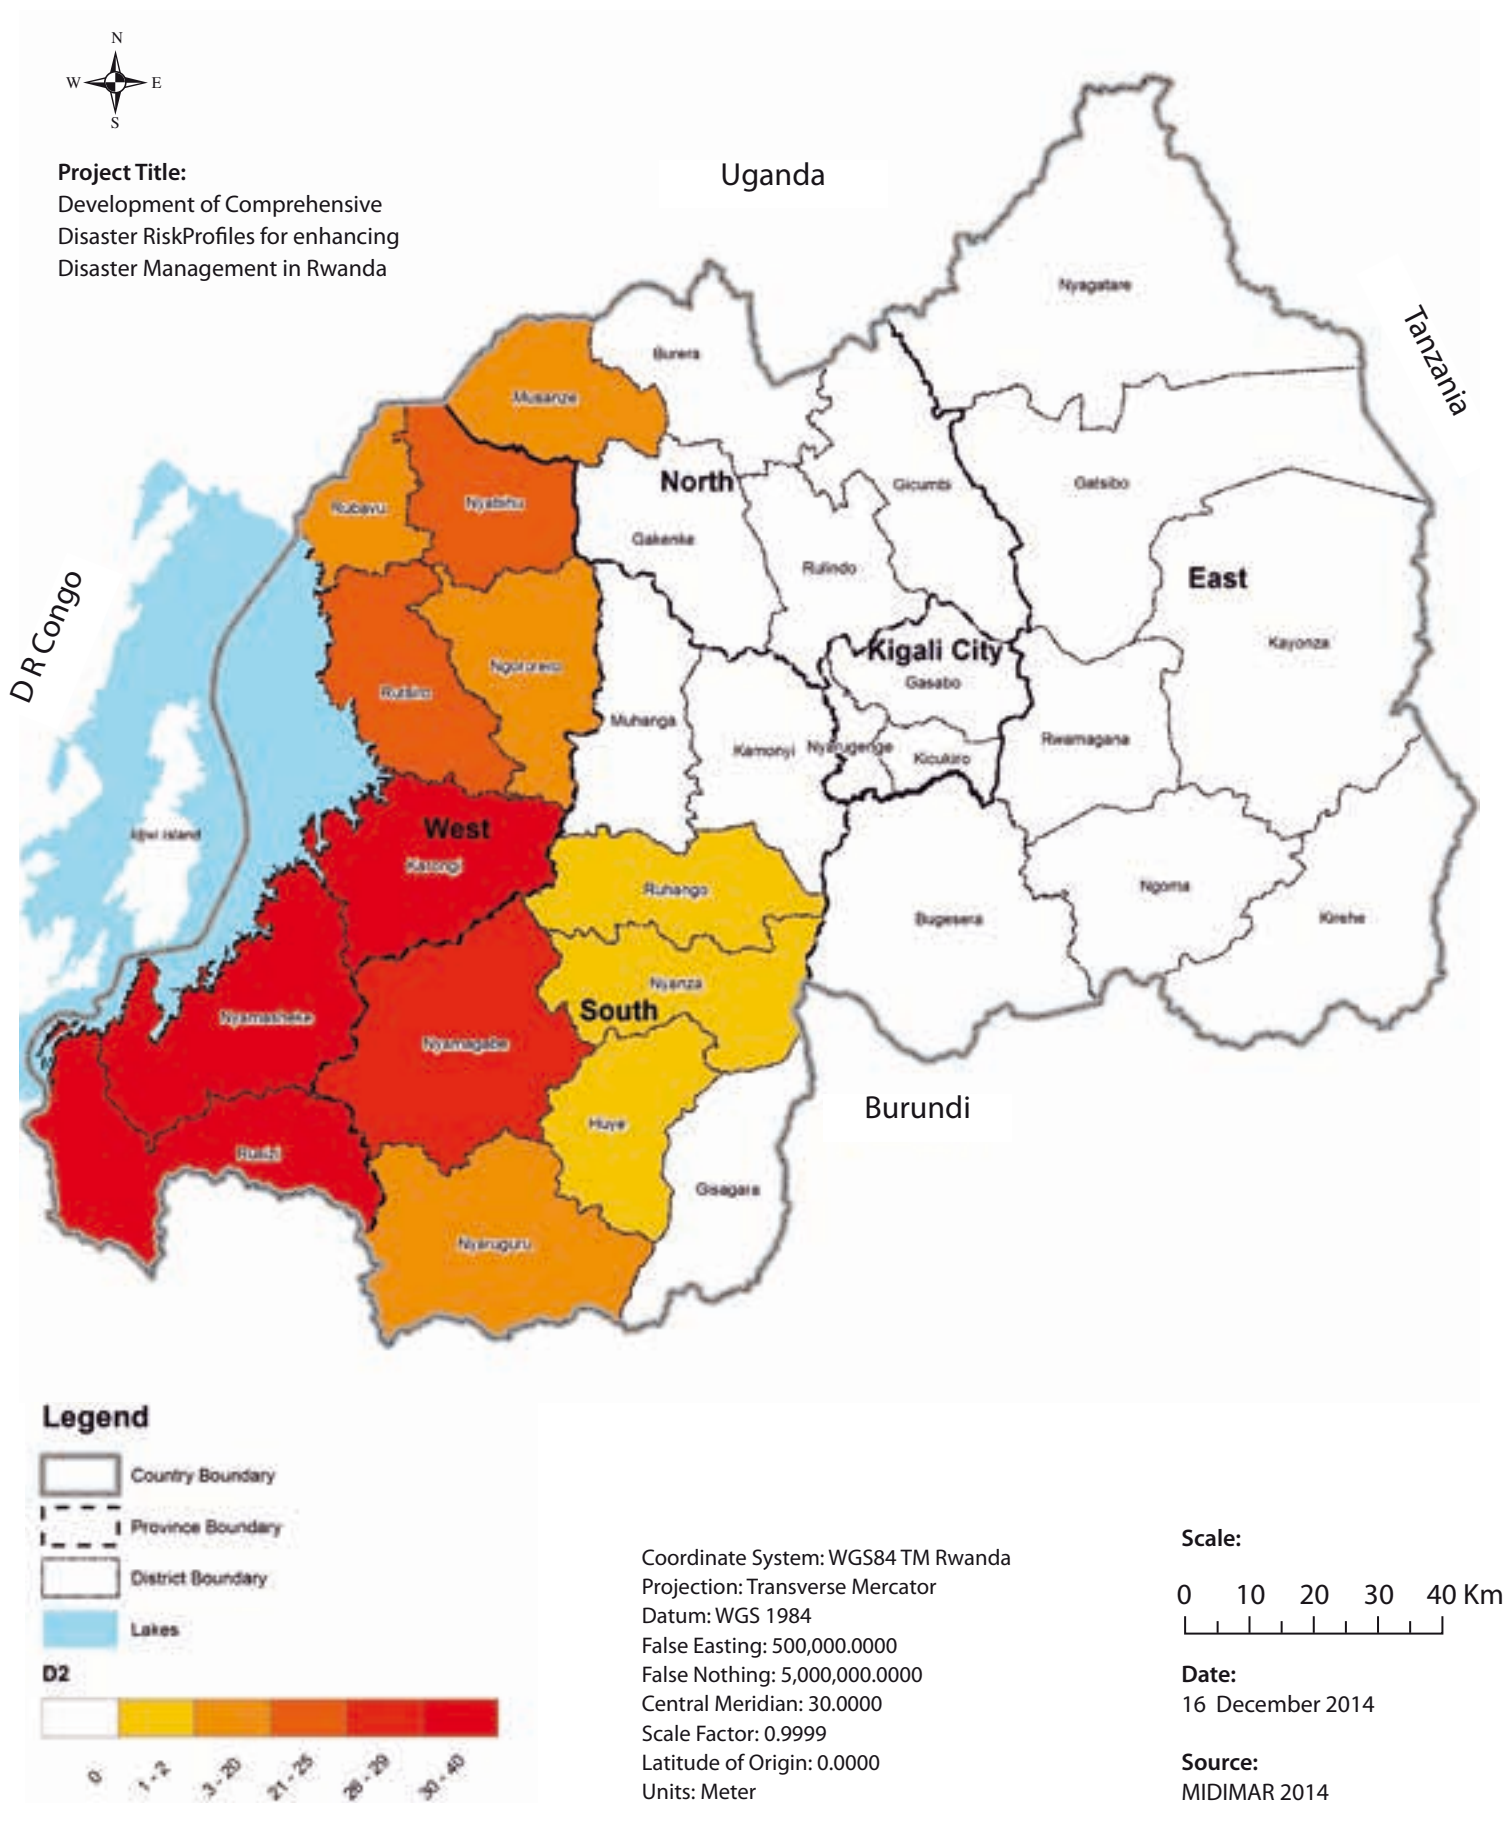 N
W E
S
Project Title:
Development of Comprehensive
Disaster RiskProfiles for enhancing
Disaster Management in Rwanda
Uganda
Tanzania
D R Congo
Burundi
Nyagatare
Burera
Musanze
North
Gicumbi
Gatsibo
Rubavu
Nyabihu
Gakenke
Rulindo
East
Kayonza
Kigali City
Gasabo
Ngororero
Rutsiro
Muhanga
Kamonyi
Nyarugenge
Kicukiro
Rwamagana
Idjwi Island
West
Karongi
Ruhango
Bugesera
Ngoma
Kirehe
Nyanza
South
Nyamasheke
Nyamagabe
Huye
Rusizi
Gisagara
Nyaruguru
Legend
Country Boundary
Province Boundary
District Boundary
Lakes
D2
0
1 - 2
3 - 20
21 - 25
26 - 29
30 - 40
Coordinate System: WGS84 TM Rwanda
Projection: Transverse Mercator
Datum: WGS 1984
False Easting: 500,000.0000
False Nothing: 5,000,000.0000
Central Meridian: 30.0000
Scale Factor: 0.9999
Latitude of Origin: 0.0000
Units: Meter
Scale:
0 10 20 30 40 Km
Date:
16 December 2014
Source:
MIDIMAR 2014